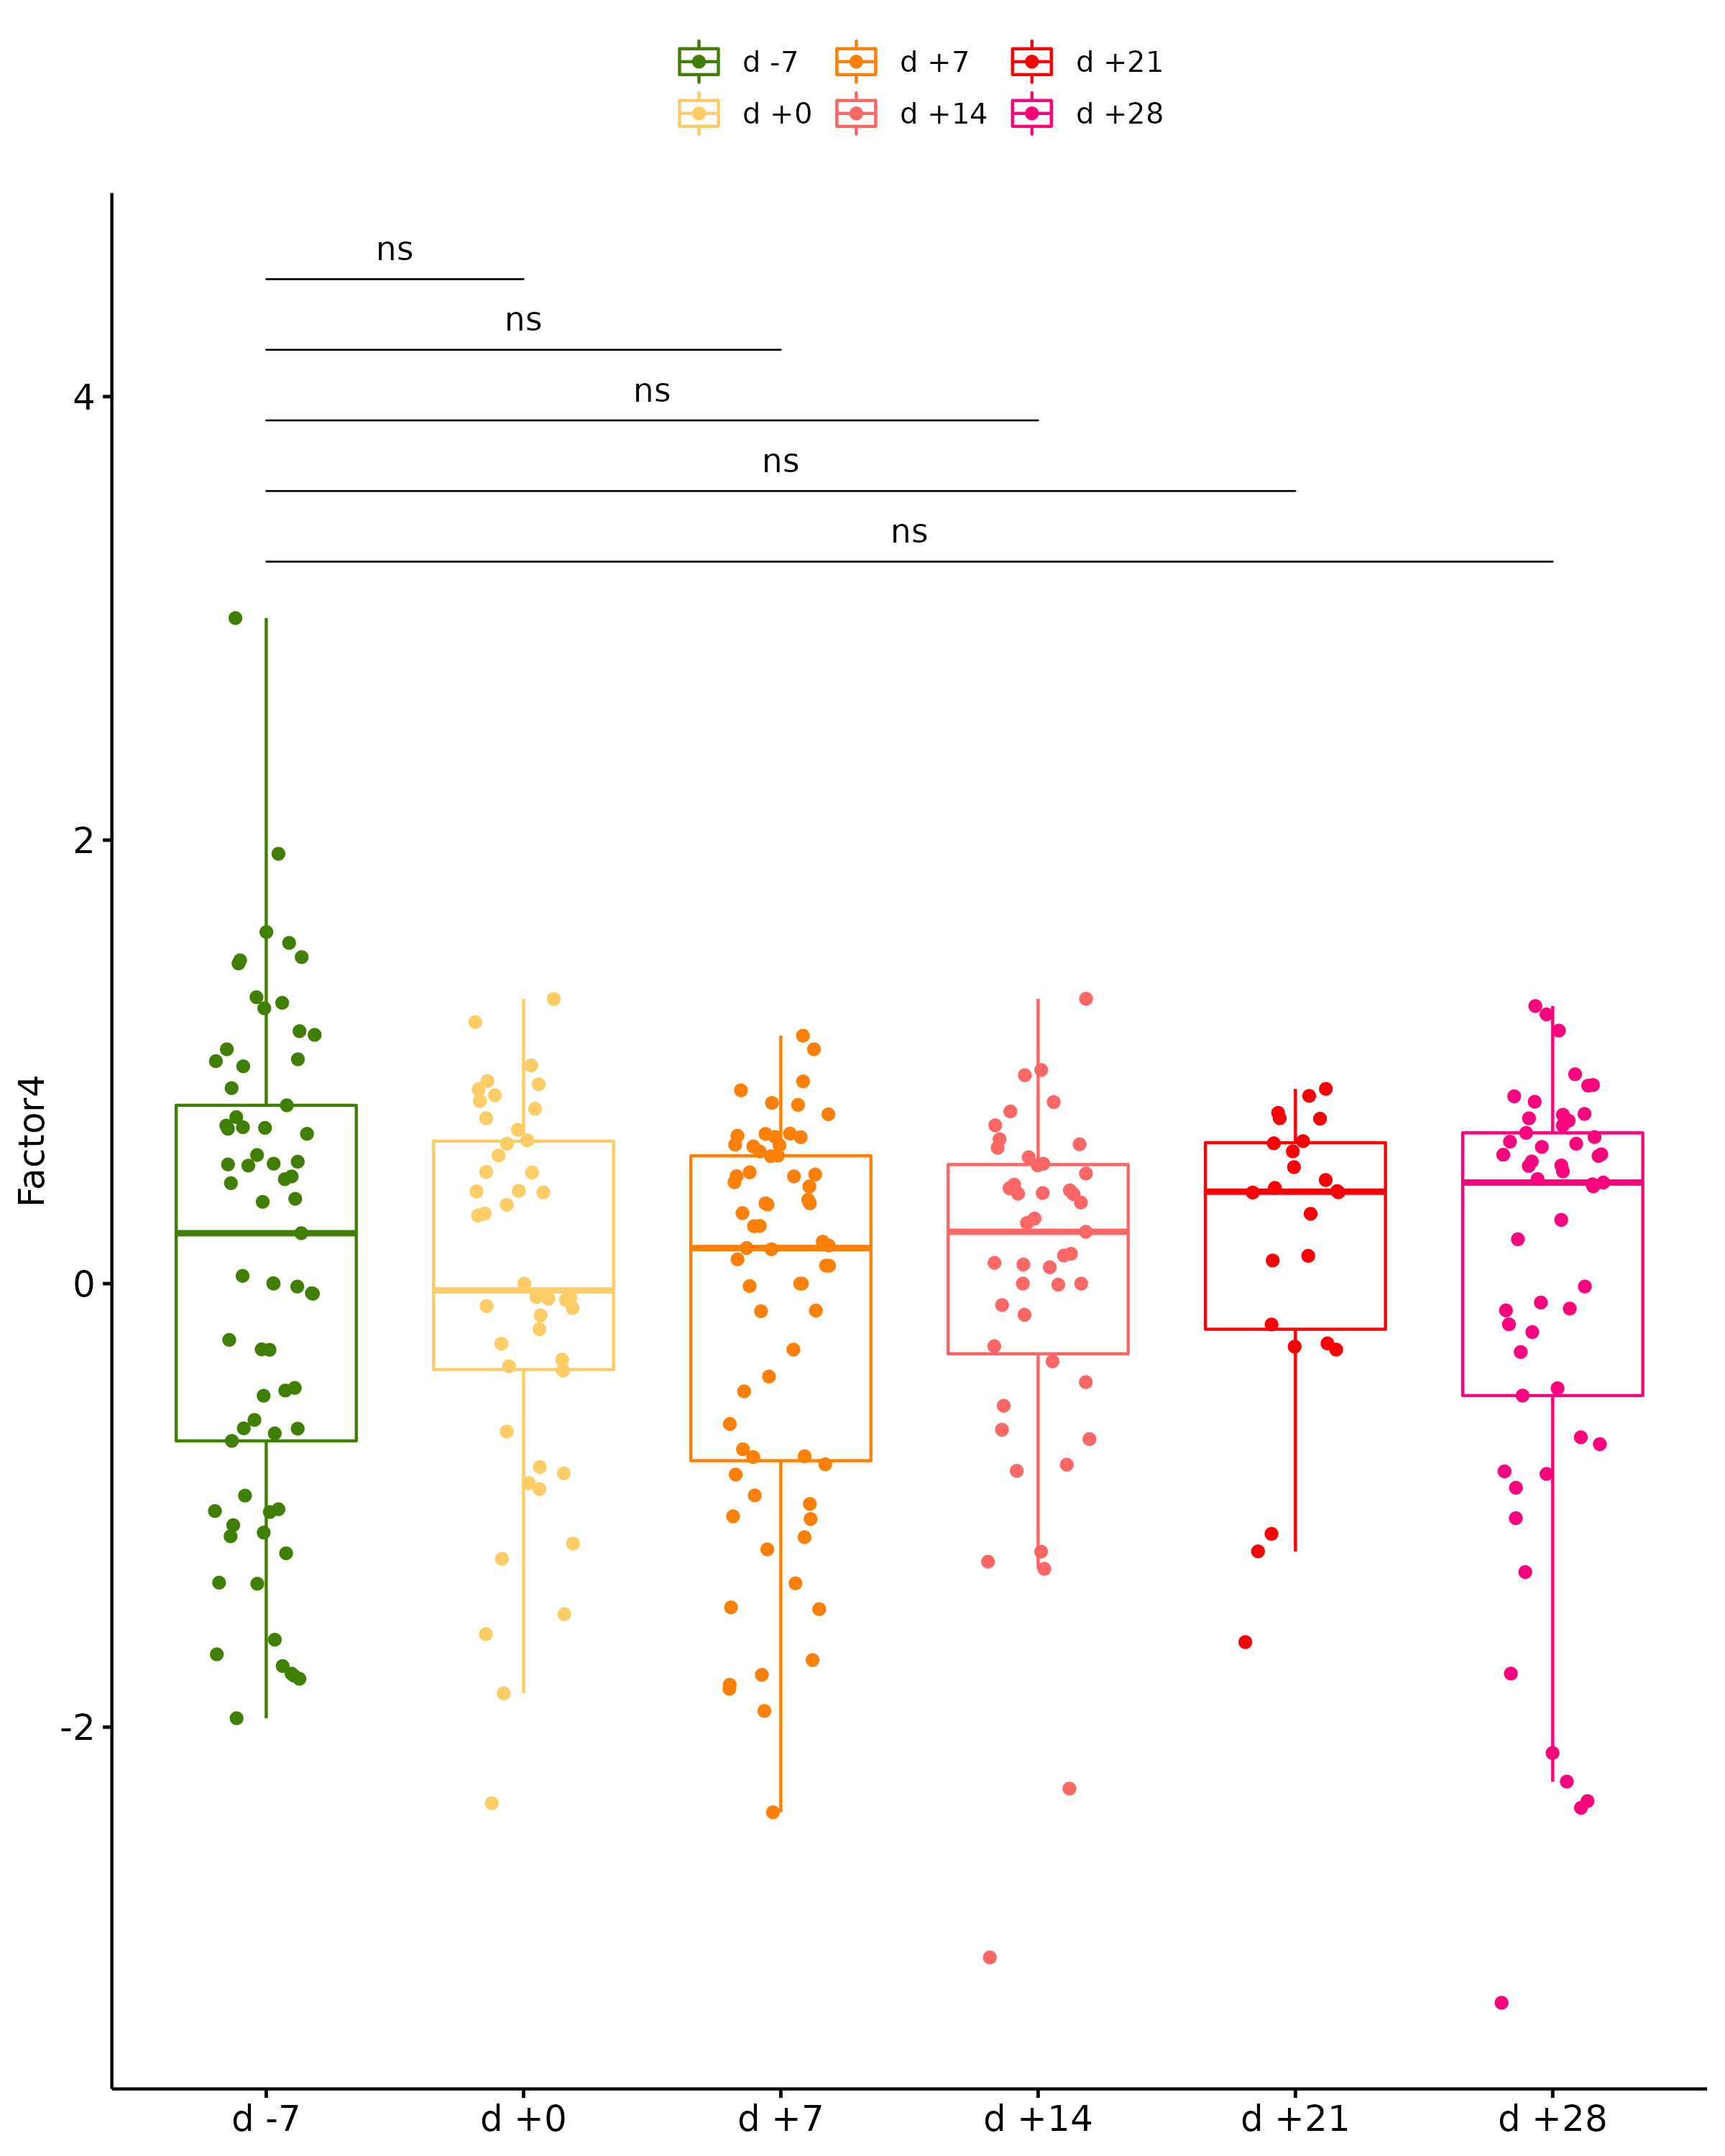 d -7 d +7 d +21
d +0 d +14 d +28
ns
ns
ns
ns
ns
4
2
0
-2
Factor4
d -7 d +0 d +7 d +14 d +21 d +28